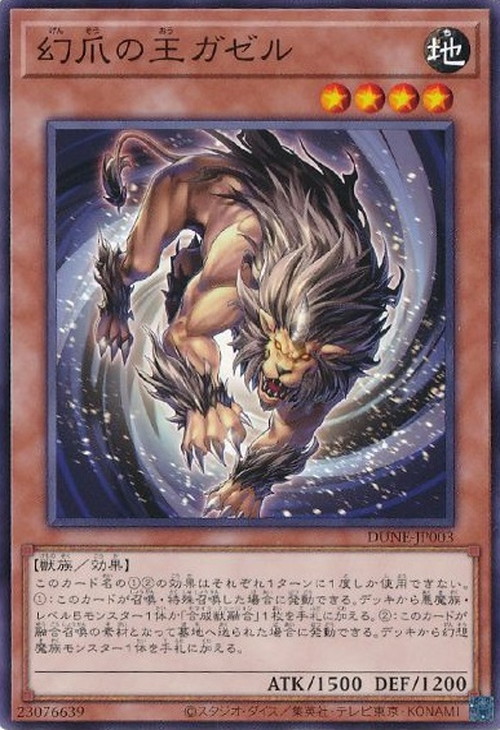 げん そう おう
幻爪の王ガゼル
ち
地
DUNE-JP003
【獣族／効果】
このカード名の①②の効果はそれぞれ1ターンに1度しか使用できない。
①：このカードが召喚・特殊召喚した場合に発動できる。デッキから悪魔族・
レベル5モンスター1体か「合成獣融合」1枚を手札に加える。②：このカードが
融合召喚の素材となって墓地へ送られた場合に発動できる。デッキから幻想
魔族モンスター1体を手札に加える。
ATK/1500 DEF/1200
23076639
©スタジオ・ダイス／集英社・テレビ東京・KONAMI